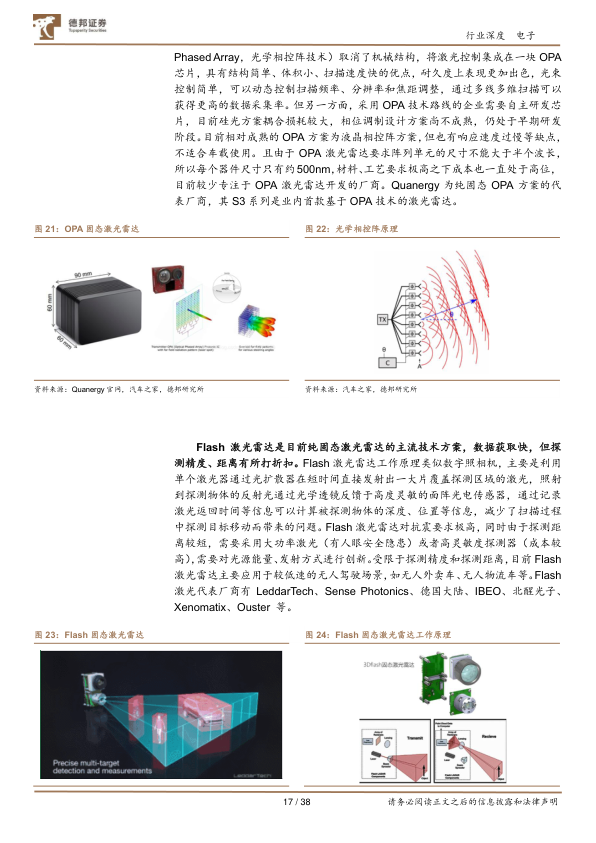 德邦证券
Topsperity Securities
行业深度 电子
Phased Array，光学相控阵技术）取消了机械结构，将激光控制集成在一块 OPA
芯片，具有结构简单、体积小、扫描速度快的优点，耐久度上表现更加出色，光束
控制简单，可以动态控制扫描频率、分辨率和焦距调整，通过多线多维扫描可以
获得更高的数据采集率。但另一方面，采用 OPA 技术路线的企业需要自主研发芯
片，目前硅光方案耦合损耗较大，相位调制设计方案尚不成熟，仍处于早期研发
阶段。目前相对成熟的 OPA 方案为液晶相控阵方案，但也有响应速度过慢等缺点，
不适合车载使用。且由于 OPA 激光雷达要求阵列单元的尺寸不能大于半个波长，
所以每个器件尺寸只有约 500nm，材料、工艺要求极高之下成本也一直处于高位，
目前较少专注于 OPA 激光雷达开发的厂商。Quanergy 为纯固态 OPA 方案的代
表厂商，其 S3 系列是业内首款基于 OPA 技术的激光雷达。
图 21：OPA 固态激光雷达
图 22：光学相控阵原理
90 mm
60 mm
60 mm
TX
θ
C
A
θ
资料来源：Quanergy 官网，汽车之家，德邦研究所
资料来源：汽车之家，德邦研究所
Flash 激光雷达是目前纯固态激光雷达的主流技术方案，数据获取快，但探
测精度、距离有所打折扣。Flash 激光雷达工作原理类似数字照相机，主要是利用
单个激光器通过光扩散器在短时间直接发射出一大片覆盖探测区域的激光，照射
到探测物体的反射光通过光学透镜反馈于高度灵敏的面阵光电传感器，通过记录
激光返回时间等信息可以计算被探测物体的深度、位置等信息，减少了扫描过程
中探测目标移动而带来的问题。Flash 激光雷达对抗震要求极高，同时由于探测距
离较短，需要采用大功率激光（有人眼安全隐患）或者高灵敏度探测器（成本较
高），需要对光源能量、发射方式进行创新。受限于探测精度和探测距离，目前 Flash
激光雷达主要应用于较低速的无人驾驶场景，如无人外卖车、无人物流车等。Flash
激光代表厂商有 LeddarTech、Sense Photonics、德国大陆、IBEO、北醒光子、
Xenomatix、Ouster 等。
图 23：Flash 固态激光雷达
图 24：Flash 固态激光雷达工作原理
Precise multi-target
detection and measurements
LeddarTech
3Dflash固态激光雷达
Transmit
Recieve
17 / 38
请务必阅读正文之后的信息披露和法律声明